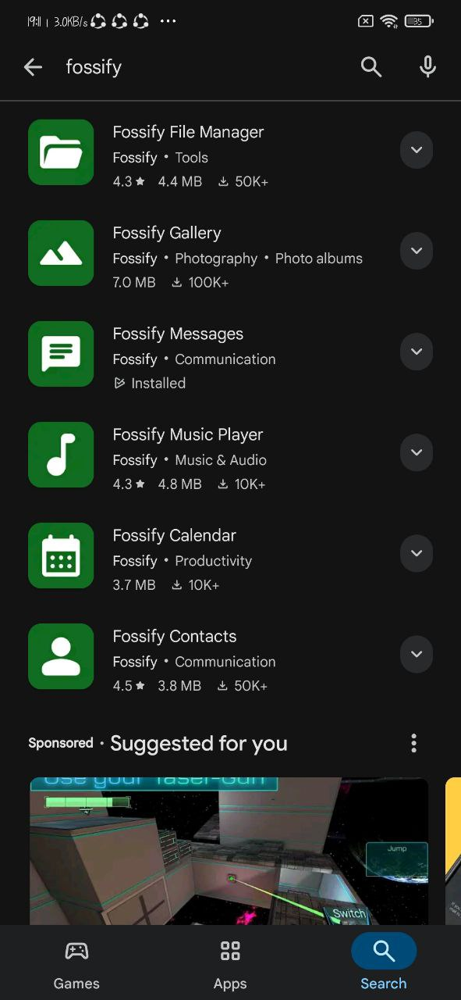 19:11 | 3.0KB/s
35
fossify
Fossify File Manager
Fossify • Tools
4.3★ 4.4 MB 50K+
Fossify Gallery
Fossify • Photography • Photo albums
7.0 MB 100K+
Fossify Messages
Fossify • Communication
Installed
Fossify Music Player
Fossify • Music & Audio
4.3★ 4.8 MB 10K+
Fossify Calendar
Fossify • Productivity
3.7 MB 10K+
Fossify Contacts
Fossify • Communication
4.5★ 3.8 MB 50K+
Sponsored · Suggested for you
Use your Taser-Gun
Jump
Switch
Games
Apps
Search